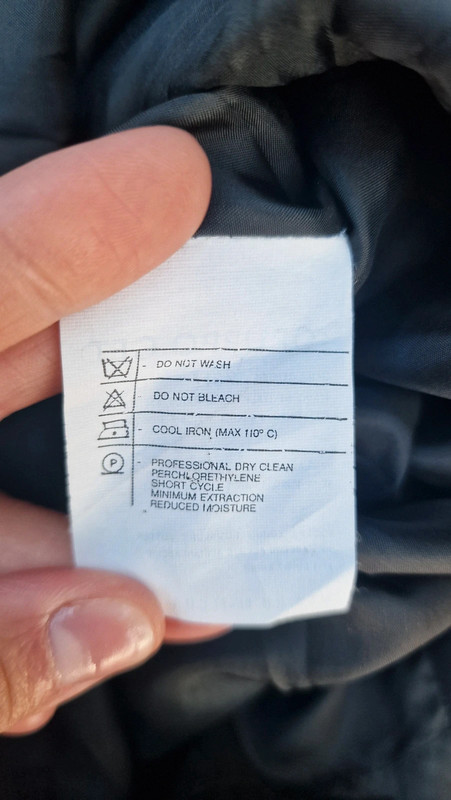 - DO NOT WASH
- DO NOT BLEACH
- COOL IRON (MAX 110° C)
P - PROFESSIONAL DRY CLEAN
PERCHLORETHYLENE
SHORT CYCLE
MINIMUM EXTRACTION
REDUCED MOISTURE